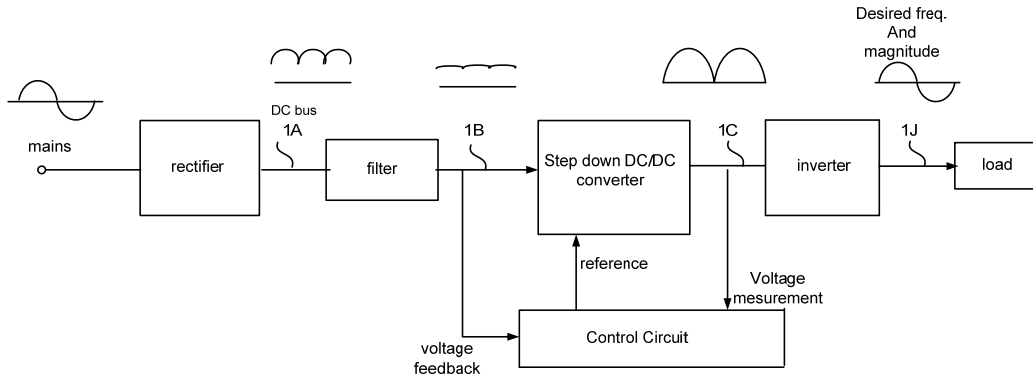 Desired freq.
And
magnitude
DC bus
1A
1B
1C
1J
mains
rectifier
filter
Step down DC/DC
converter
inverter
load
reference
Voltage
mesurement
Control Circuit
voltage
feedback